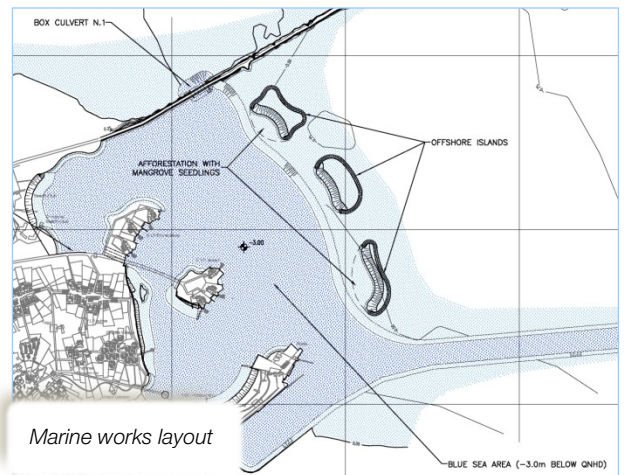 BOX CULVERT N.1
OFFSHORE ISLANDS
AFFORESTATION WITH
MANGROVE SEEDLINGS
-3.00
BLUE SEA AREA (-3.0m BELOW QNHD)
Marine works layout